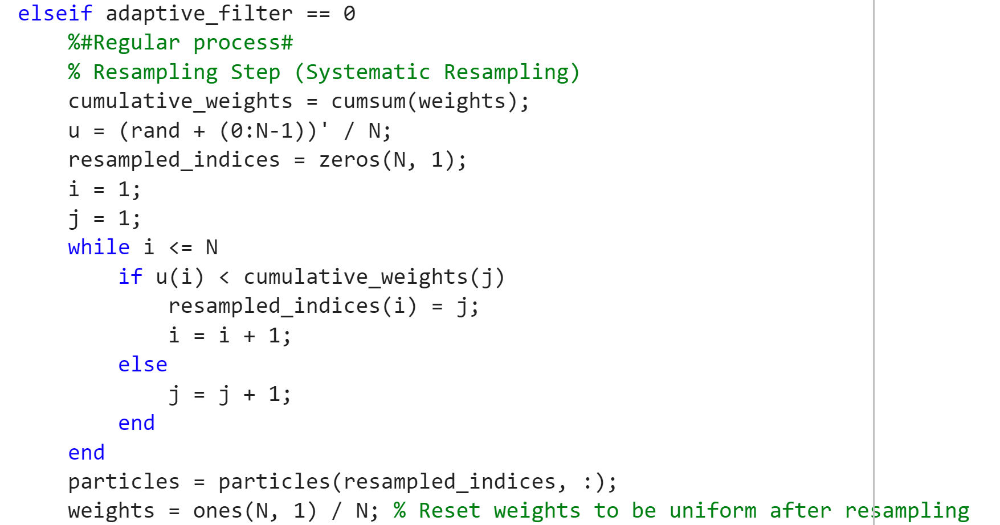 elseif adaptive_filter == 0
%#Regular process#
% Resampling Step (Systematic Resampling)
cumulative_weights = cumsum(weights);
u = (rand + (0:N-1))' / N;
resampled_indices = zeros(N, 1);
i = 1;
j = 1;
while i <= N
if u(i) < cumulative_weights(j)
resampled_indices(i) = j;
i = i + 1;
else
j = j + 1;
end
end
particles = particles(resampled_indices, :);
weights = ones(N, 1) / N; % Reset weights to be uniform after resampling